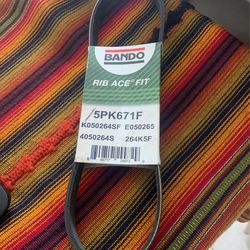 BANDO
RIB ACE FIT
5PK671F
K050264SF E050265
4050264S 264K5F